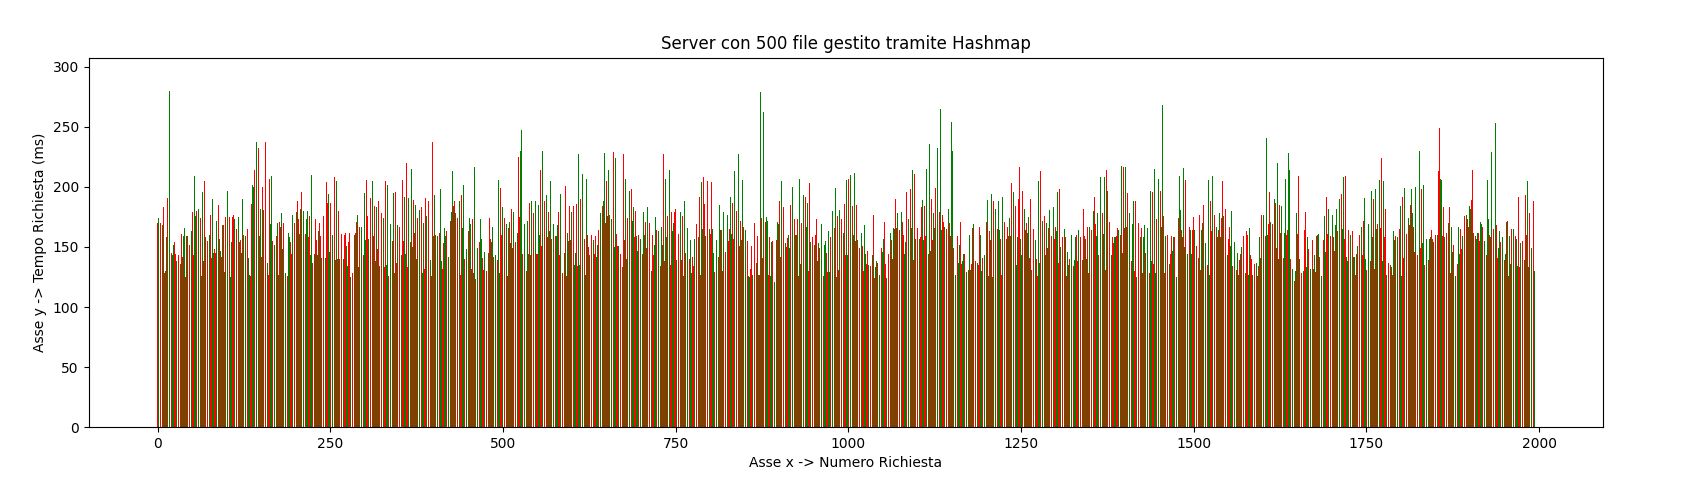 Server con 500 file gestito tramite Hashmap
300
250
200
150
100
50
0
Asse y -> Tempo Richiesta (ms)
0 250 500 750 1000 1250 1500 1750 2000
Asse x -> Numero Richiesta